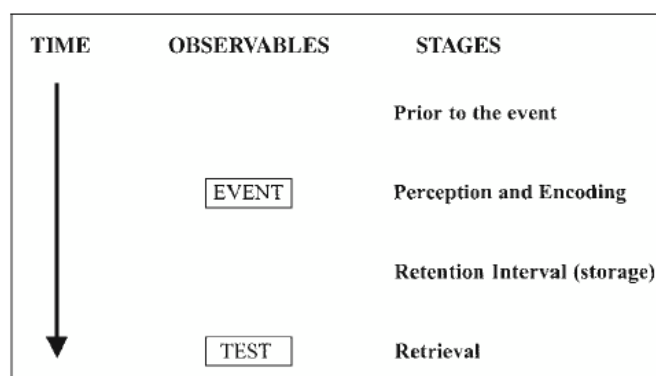 TIME OBSERVABLES STAGES
Prior to the event
EVENT Perception and Encoding
Retention Interval (storage)
TEST Retrieval